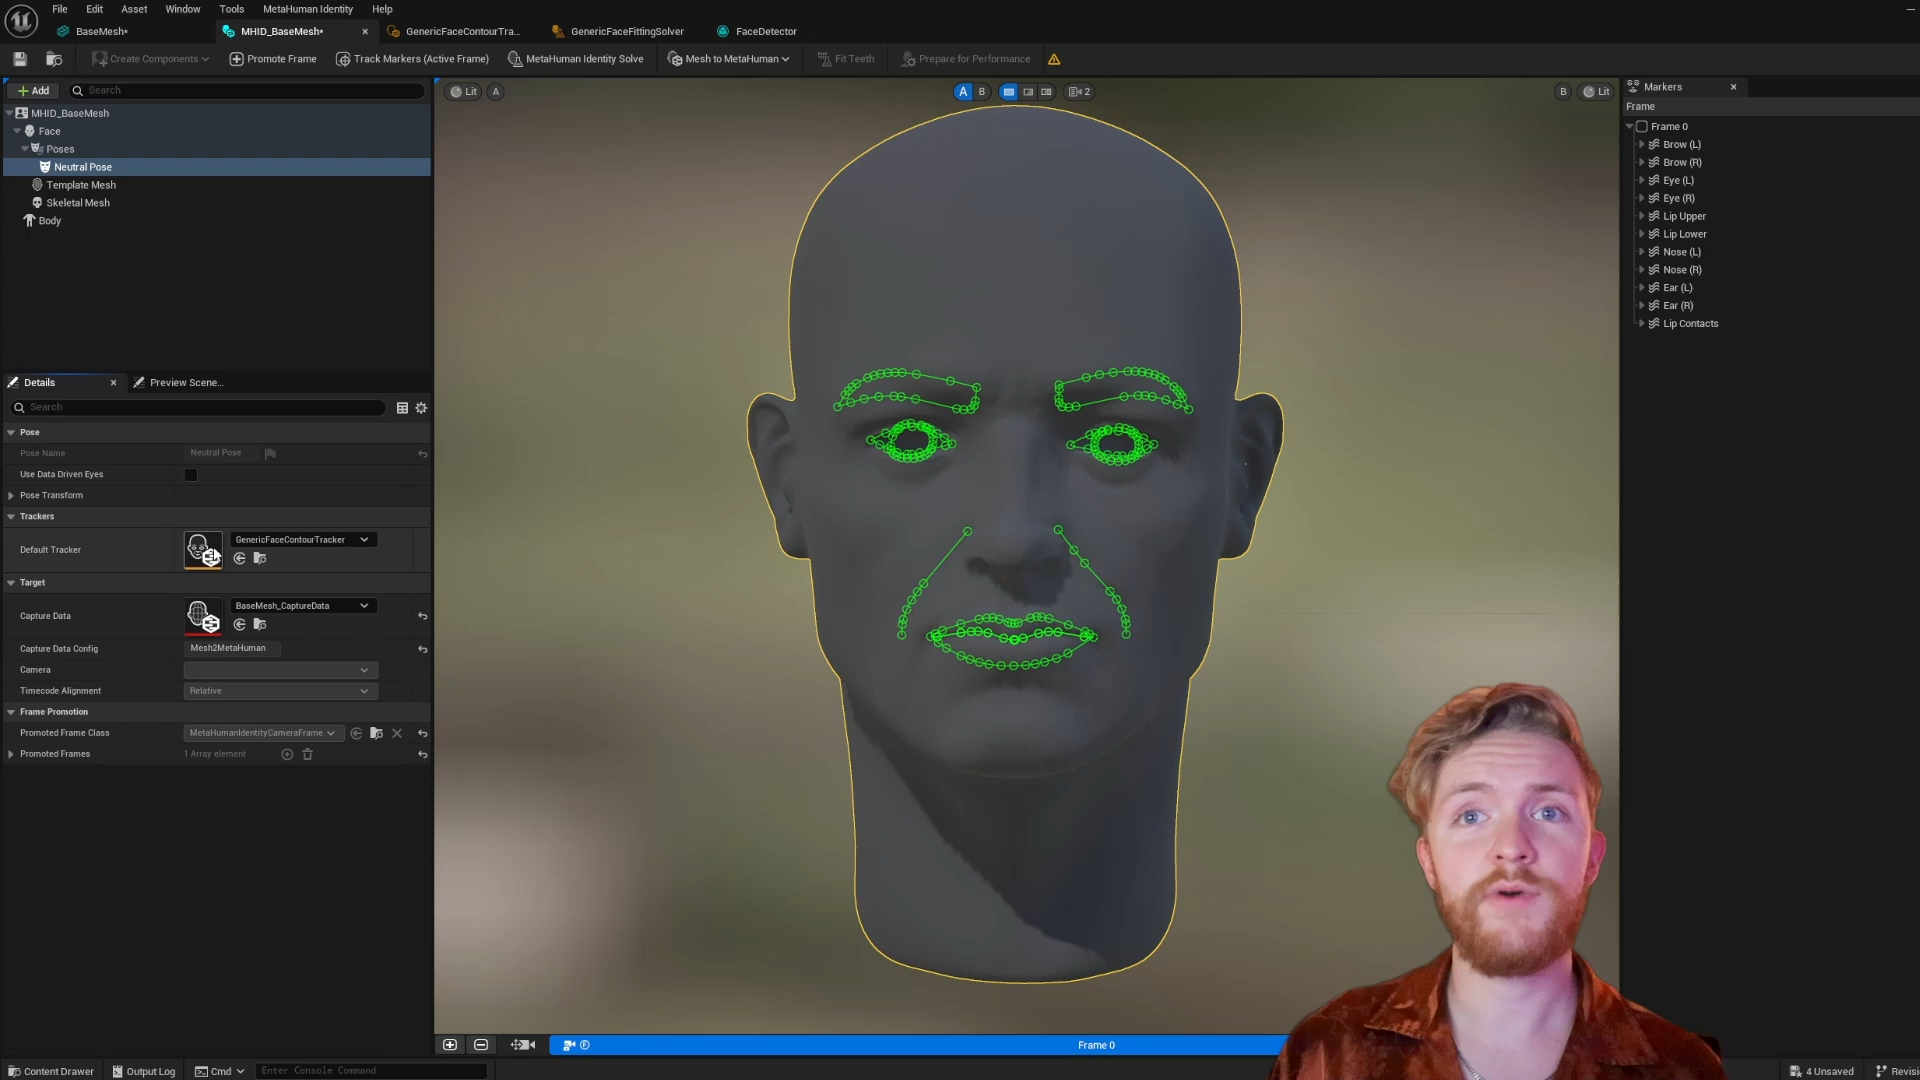 File Edit Asset Window Tools MetaHuman Identity Help
BaseMesh* MHID_BaseMesh* GenericFaceContourTra... GenericFaceFittingSolver FaceDetector
Create Components Promote Frame Track Markers (Active Frame) MetaHuman Identity Solve Mesh to MetaHuman Fit Teeth Prepare for Performance
Add Search
MHID_BaseMesh
Face
Poses
Neutral Pose
Template Mesh
Skeletal Mesh
Body
Lit A A B 2 B Lit
Markers
Frame
Frame 0
Brow (L)
Brow (R)
Eye (L)
Eye (R)
Lip Upper
Lip Lower
Nose (L)
Nose (R)
Ear (L)
Ear (R)
Lip Contacts
Details Preview Scene...
Search
Pose
Pose Name Neutral Pose
Use Data Driven Eyes
Pose Transform
Trackers
Default Tracker GenericFaceContourTracker
Target
Capture Data BaseMesh_CaptureData
Capture Data Config Mesh2MetaHuman
Camera
Timecode Alignment Relative
Frame Promotion
Promoted Frame Class MetaHumanIdentityCameraFrame
Promoted Frames 1 Array element
Frame 0
Content Drawer Output Log Cmd Enter Console Command 4 Unsaved Revisi